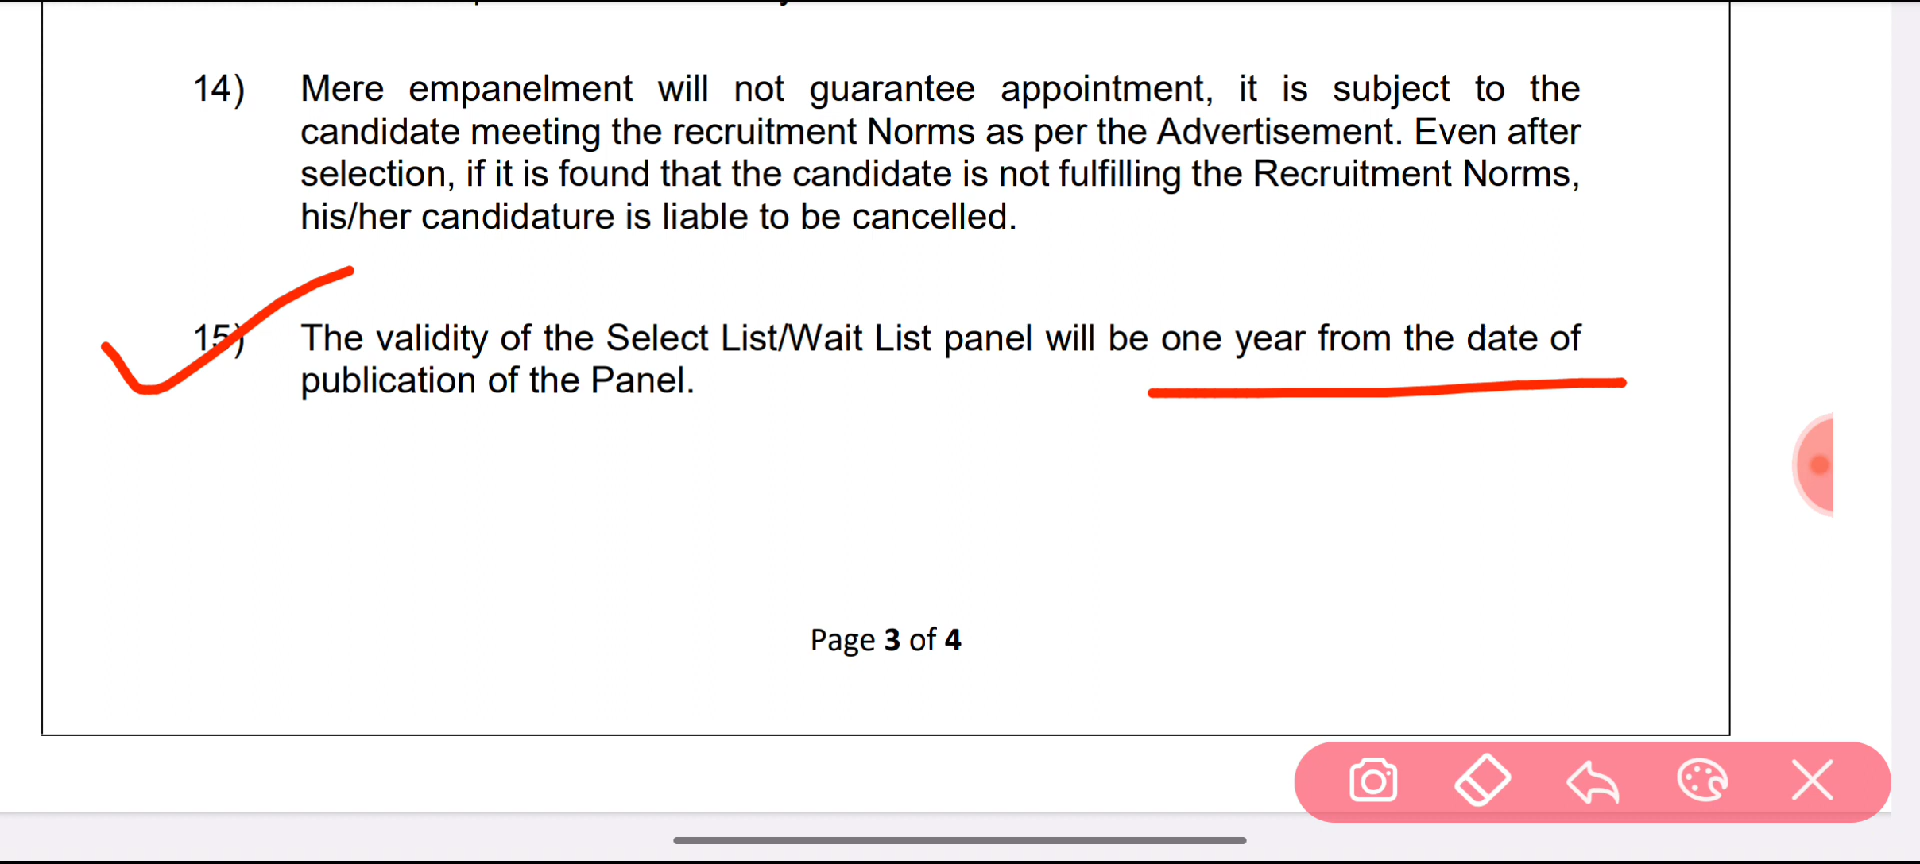 14) Mere empanelment will not guarantee appointment, it is subject to the
candidate meeting the recruitment Norms as per the Advertisement. Even after
selection, if it is found that the candidate is not fulfilling the Recruitment Norms,
his/her candidature is liable to be cancelled.
15) The validity of the Select List/Wait List panel will be one year from the date of
publication of the Panel.
Page 3 of 4